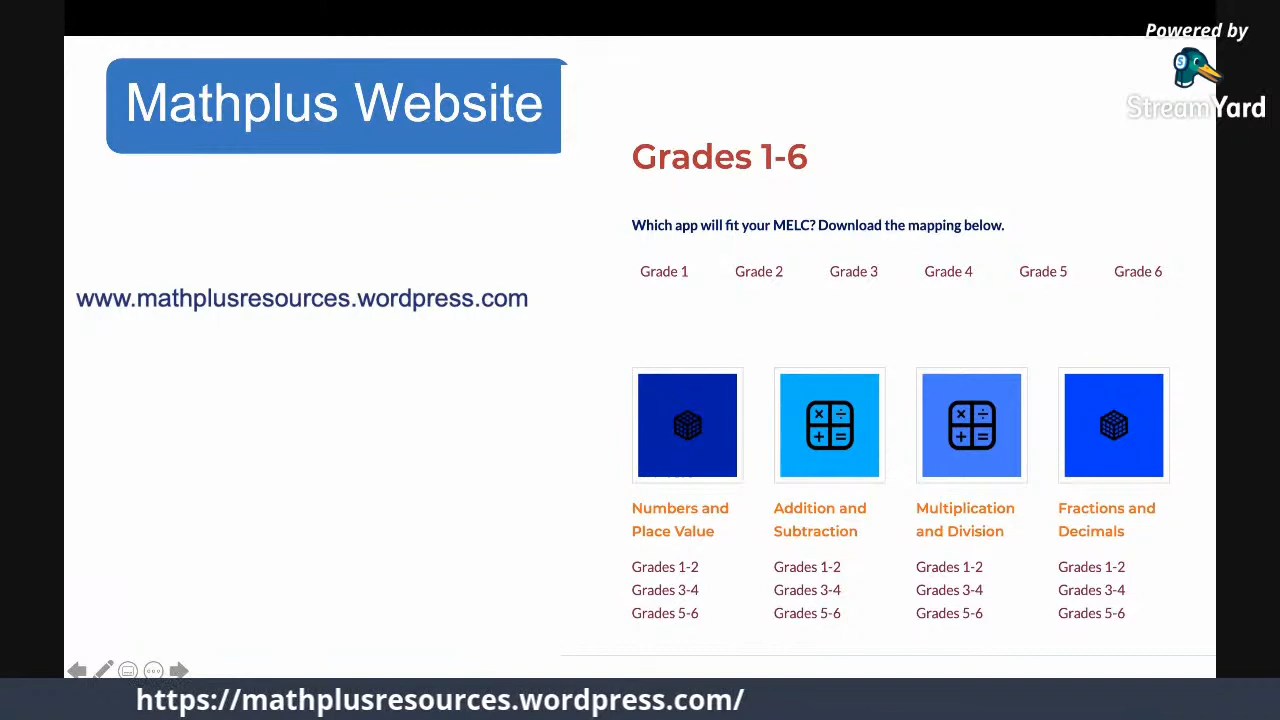 Powered by
StreamYard
Mathplus Website
www.mathplusresources.wordpress.com
Grades 1-6
Which app will fit your MELC? Download the mapping below.
Grade 1 Grade 2 Grade 3 Grade 4 Grade 5 Grade 6
Numbers and
Place Value
Grades 1-2
Grades 3-4
Grades 5-6
Addition and
Subtraction
Grades 1-2
Grades 3-4
Grades 5-6
Multiplication
and Division
Grades 1-2
Grades 3-4
Grades 5-6
Fractions and
Decimals
Grades 1-2
Grades 3-4
Grades 5-6
https://mathplusresources.wordpress.com/